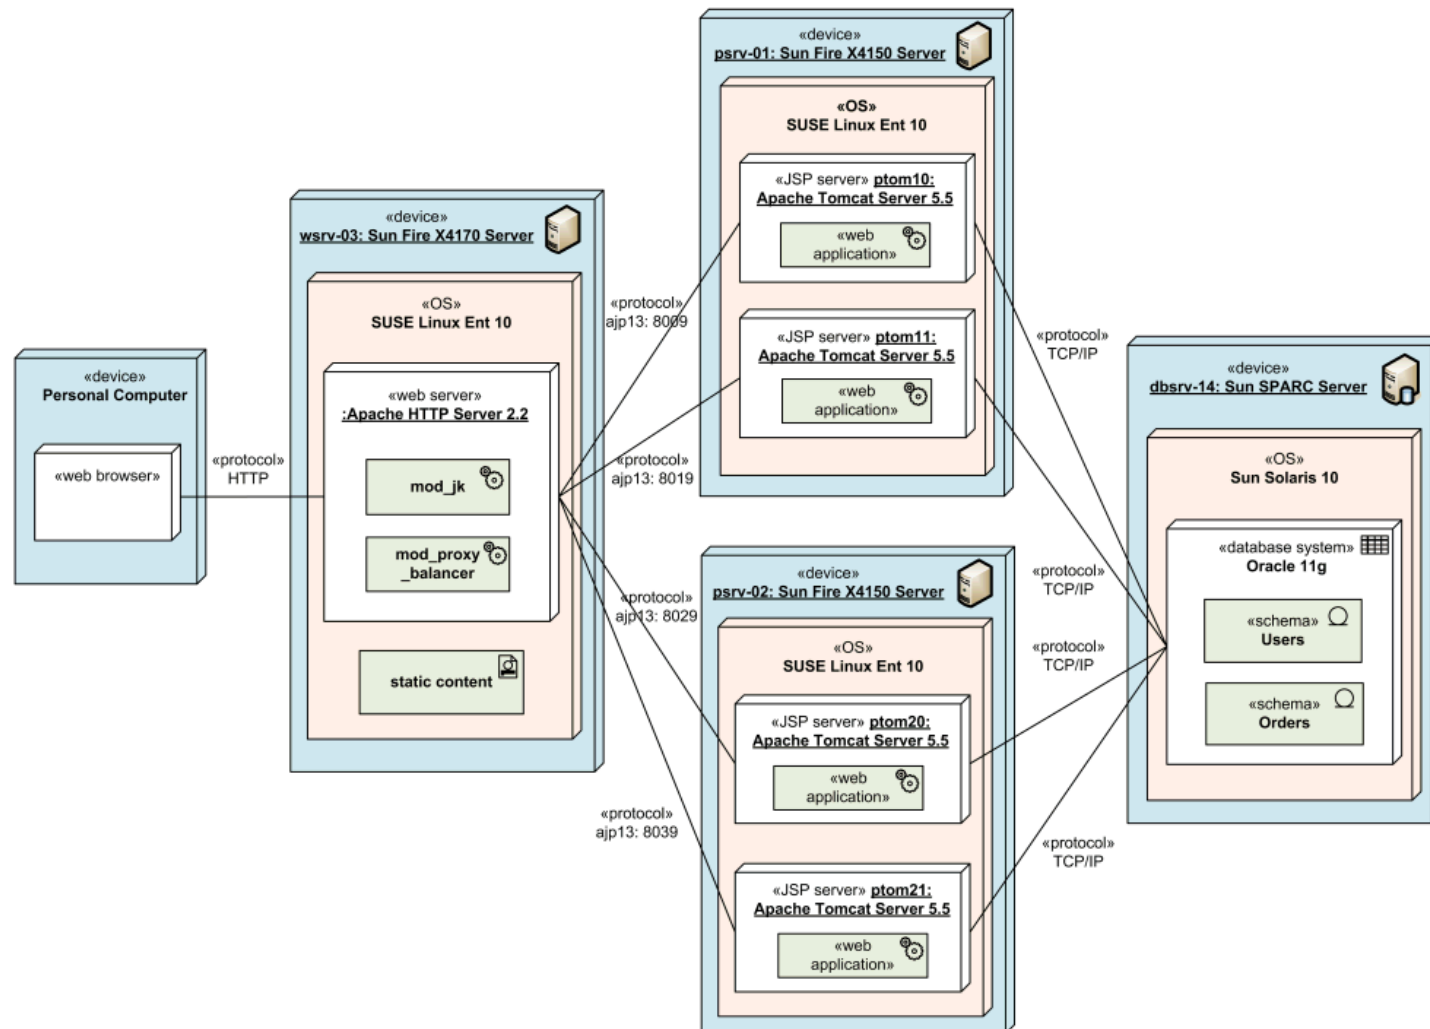 «device»
Personal Computer
«web browser»
«protocol»
HTTP
«device»
wsrv-03: Sun Fire X4170 Server
«OS»
SUSE Linux Ent 10
«web server»
:Apache HTTP Server 2.2
mod_jk
mod_proxy
_balancer
static content
«protocol»
ajp13: 8009
«protocol»
ajp13: 8019
«protocol»
ajp13: 8029
«protocol»
ajp13: 8039
«device»
psrv-01: Sun Fire X4150 Server
«OS»
SUSE Linux Ent 10
«JSP server» ptom10:
Apache Tomcat Server 5.5
«web
application»
«JSP server» ptom11:
Apache Tomcat Server 5.5
«web
application»
«device»
psrv-02: Sun Fire X4150 Server
«OS»
SUSE Linux Ent 10
«JSP server» ptom20:
Apache Tomcat Server 5.5
«web
application»
«JSP server» ptom21:
Apache Tomcat Server 5.5
«web
application»
«protocol»
TCP/IP
«protocol»
TCP/IP
«protocol»
TCP/IP
«protocol»
TCP/IP
«device»
dbsrv-14: Sun SPARC Server
«OS»
Sun Solaris 10
«database system»
Oracle 11g
«schema»
Users
«schema»
Orders